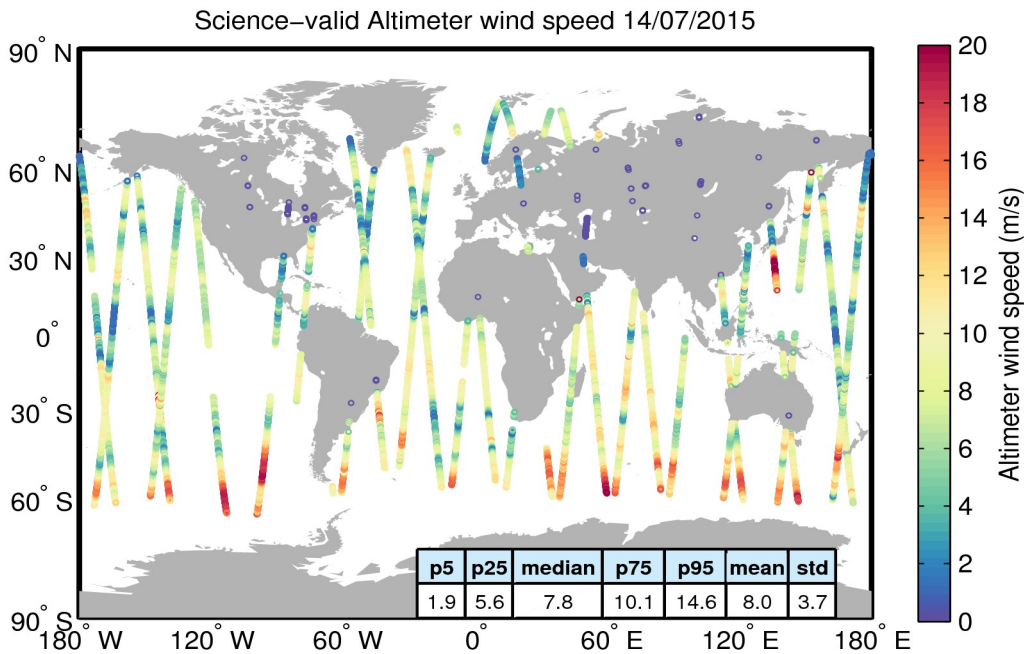 Science−valid Altimeter wind speed 14/07/2015
90° N
60° N
30° N
0°
30° S
60° S
90° S
180° W
120° W
60° W
0°
60° E
120° E
180° E
p5 p25 median p75 p95 mean std
1.9 5.6 7.8 10.1 14.6 8.0 3.7
20
18
16
14
12
10
8
6
4
2
0
Altimeter wind speed (m/s)